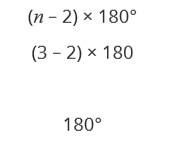 (n – 2) × 180°
(3 – 2) × 180
180°